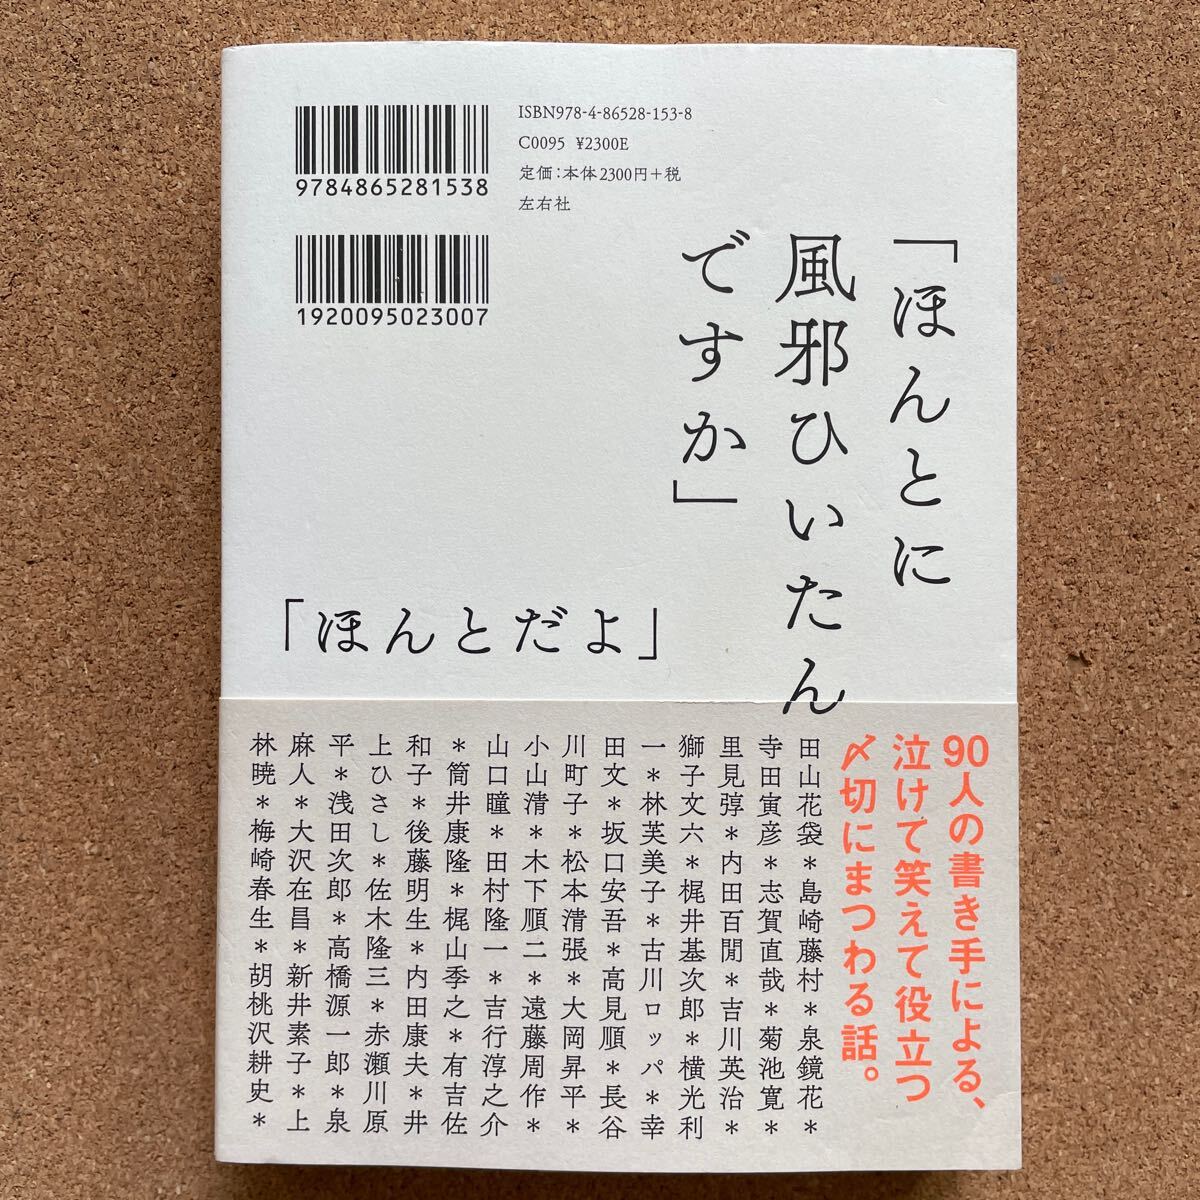 ISBN978-4-86528-153-8
C0095 ¥2300E
定価：本体2300円＋税
左右社
9784865281538
1920095023007
「ほんとに
風邪ひいたん
ですか」
「ほんとだよ」
90人の書き手による、
泣けて笑えて役立つ
〆切にまつわる話。
田山花袋＊島崎藤村＊泉鏡花＊
寺田寅彦＊志賀直哉＊菊池寛＊
里見弴＊内田百閒＊吉川英治＊
獅子文六＊梶井基次郎＊横光利
一＊林芙美子＊古川ロッパ＊幸
田文＊坂口安吾＊高見順＊長谷
川町子＊松本清張＊大岡昇平＊
小山清＊木下順二＊遠藤周作＊
山口瞳＊田村隆一＊吉行淳之介
＊筒井康隆＊梶山季之＊有吉佐
和子＊後藤明生＊内田康夫＊井
上ひさし＊佐木隆三＊赤瀬川原
平＊浅田次郎＊高橋源一郎＊泉
麻人＊大沢在昌＊新井素子＊上
林暁＊梅崎春生＊胡桃沢耕史＊